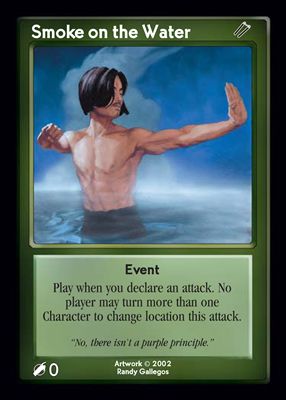 Smoke on the Water
Event
Play when you declare an attack. No
player may turn more than one
Character to change location this attack.
"No, there isn't a purple principle."
Artwork © 2002
Randy Gallegos
0